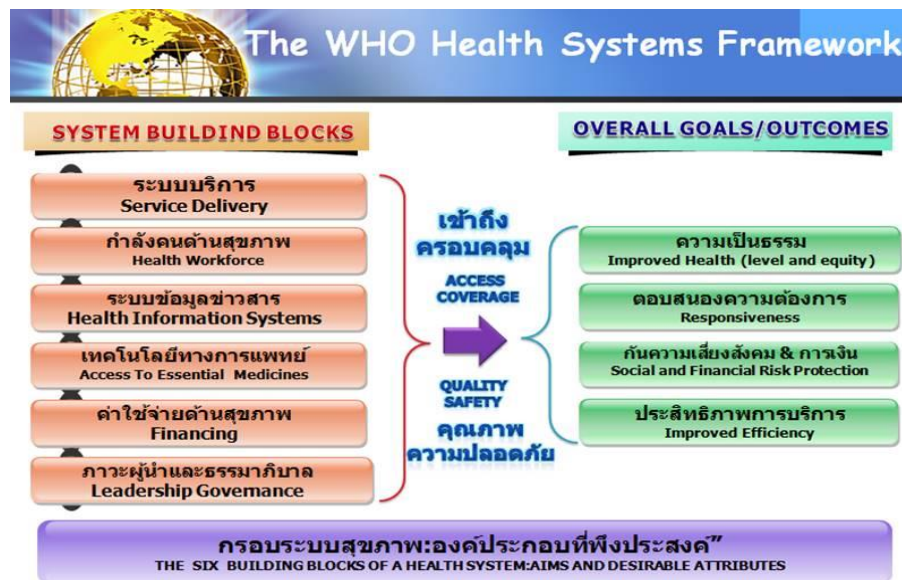 The WHO Health Systems Framework
SYSTEM BUILDIND BLOCKS
OVERALL GOALS/OUTCOMES
ระบบบริการ
Service Delivery
กำลังคนด้านสุขภาพ
Health Workforce
ระบบข้อมูลข่าวสาร
Health Information Systems
เทคโนโลยีทางการแพทย์
Access To Essential Medicines
ค่าใช้จ่ายด้านสุขภาพ
Financing
ภาวะผู้นำและธรรมาภิบาล
Leadership Governance
เข้าถึง
ครอบคลุม
ACCESS
COVERAGE
QUALITY
SAFETY
คุณภาพ
ความปลอดภัย
ความเป็นธรรม
Improved Health (level and equity)
ตอบสนองความต้องการ
Responsiveness
กันความเสี่ยงสังคม & การเงิน
Social and Financial Risk Protection
ประสิทธิภาพการบริการ
Improved Efficiency
กรอบระบบสุขภาพ:องค์ประกอบที่พึงประสงค์”
THE SIX BUILDING BLOCKS OF A HEALTH SYSTEM:AIMS AND DESIRABLE ATTRIBUTES